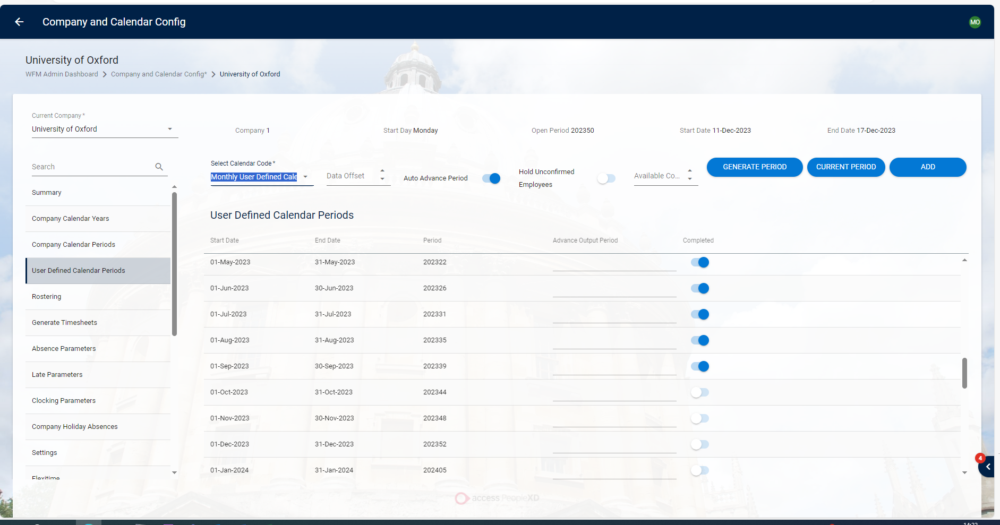 Company and Calendar Config
MO
University of Oxford
WFM Admin Dashboard > Company and Calendar Config* > University of Oxford
Current Company *
University of Oxford
Company 1
Start Day Monday
Open Period 202350
Start Date 11-Dec-2023
End Date 17-Dec-2023
Search
Select Calendar Code *
Monthly User Defined Cale
Data Offset
Auto Advance Period
Hold Unconfirmed
Employees
Available Co...
GENERATE PERIOD
CURRENT PERIOD
ADD
Summary
Company Calendar Years
Company Calendar Periods
User Defined Calendar Periods
Rostering
Generate Timesheets
Absence Parameters
Late Parameters
Clocking Parameters
Company Holiday Absences
Settings
Flexitime
User Defined Calendar Periods
Start Date End Date Period Advance Output Period Completed
01-May-2023 31-May-2023 202322
01-Jun-2023 30-Jun-2023 202326
01-Jul-2023 31-Jul-2023 202331
01-Aug-2023 31-Aug-2023 202335
01-Sep-2023 30-Sep-2023 202339
01-Oct-2023 31-Oct-2023 202344
01-Nov-2023 30-Nov-2023 202348
01-Dec-2023 31-Dec-2023 202352
01-Jan-2024 31-Jan-2024 202405
4
access PeopleXD